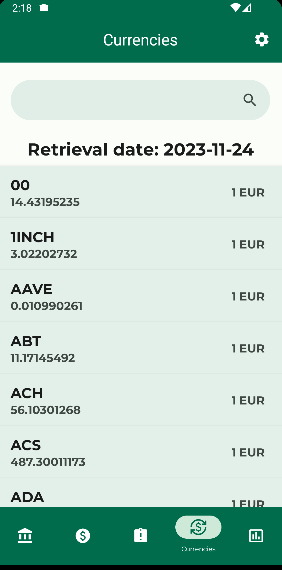 2:18
Currencies
Retrieval date: 2023-11-24
00
14.43195235
1 EUR
1INCH
3.02202732
1 EUR
AAVE
0.010990261
1 EUR
ABT
11.17145492
1 EUR
ACH
56.10301268
1 EUR
ACS
487.30011173
1 EUR
ADA
1 EUR
Currencies